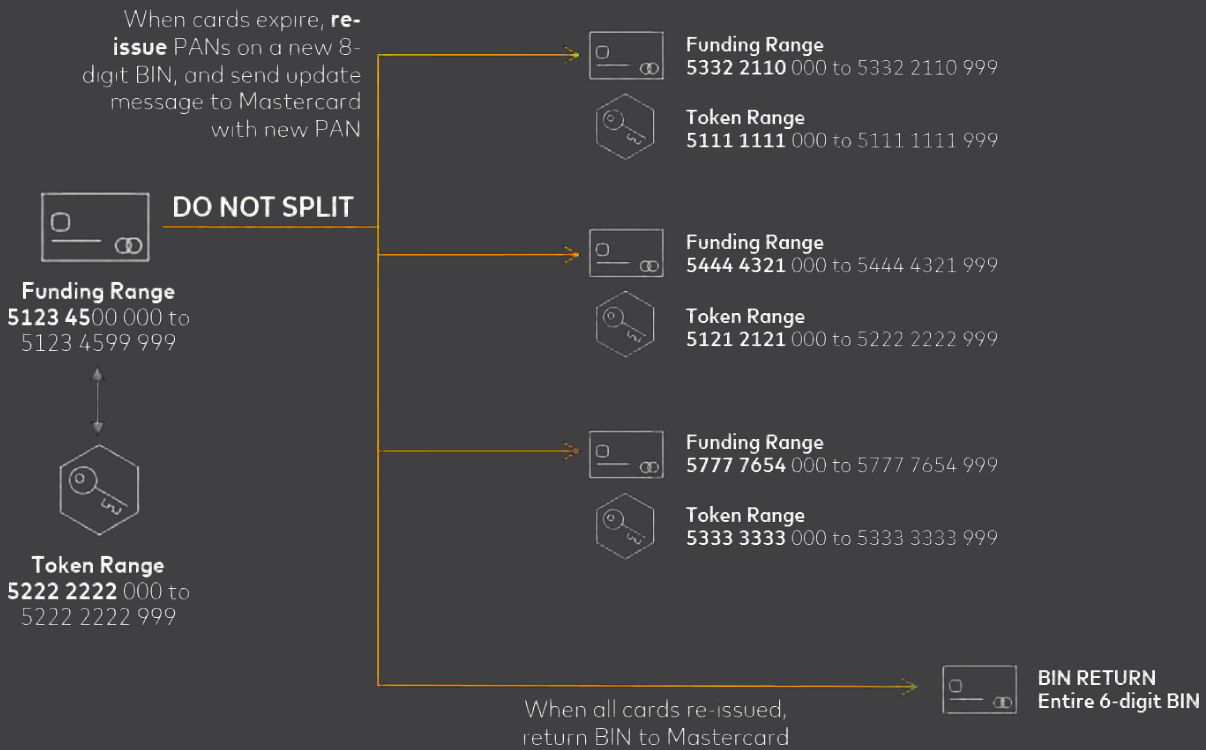 When cards expire, re-
issue PANs on a new 8-
digit BIN, and send update
message to Mastercard
with new PAN
DO NOT SPLIT
Funding Range
5123 4500 000 to
5123 4599 999
Token Range
5222 2222 000 to
5222 2222 999
Funding Range
5332 2110 000 to 5332 2110 999
Token Range
5111 1111 000 to 5111 1111 999
Funding Range
5444 4321 000 to 5444 4321 999
Token Range
5121 2121 000 to 5222 2222 999
Funding Range
5777 7654 000 to 5777 7654 999
Token Range
5333 3333 000 to 5333 3333 999
BIN RETURN
Entire 6-digit BIN
When all cards re-issued,
return BIN to Mastercard